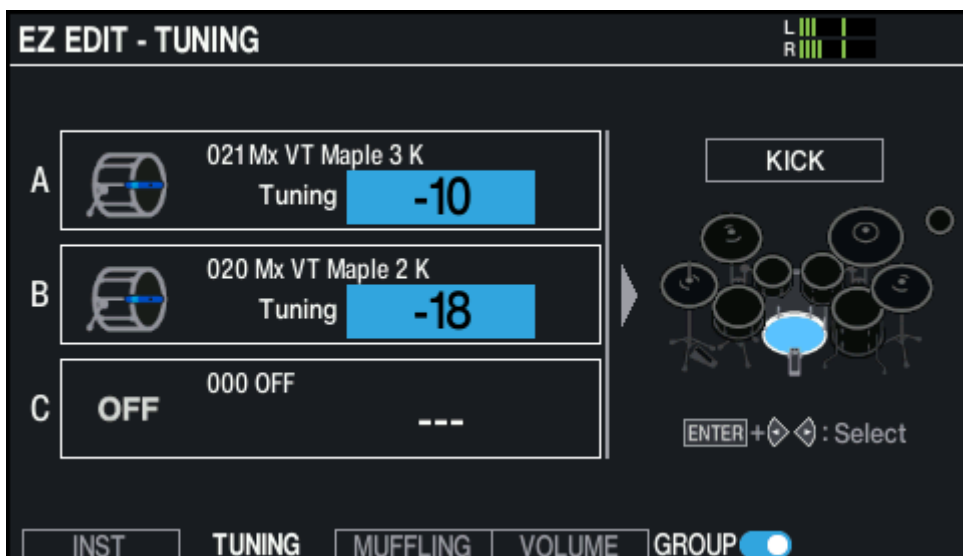 EZ EDIT - TUNING
L
R
A
021 Mx VT Maple 3 K
Tuning -10
B
020 Mx VT Maple 2 K
Tuning -18
C
OFF
000 OFF
---
KICK
ENTER + : Select
INST TUNING MUFFLING VOLUME GROUP